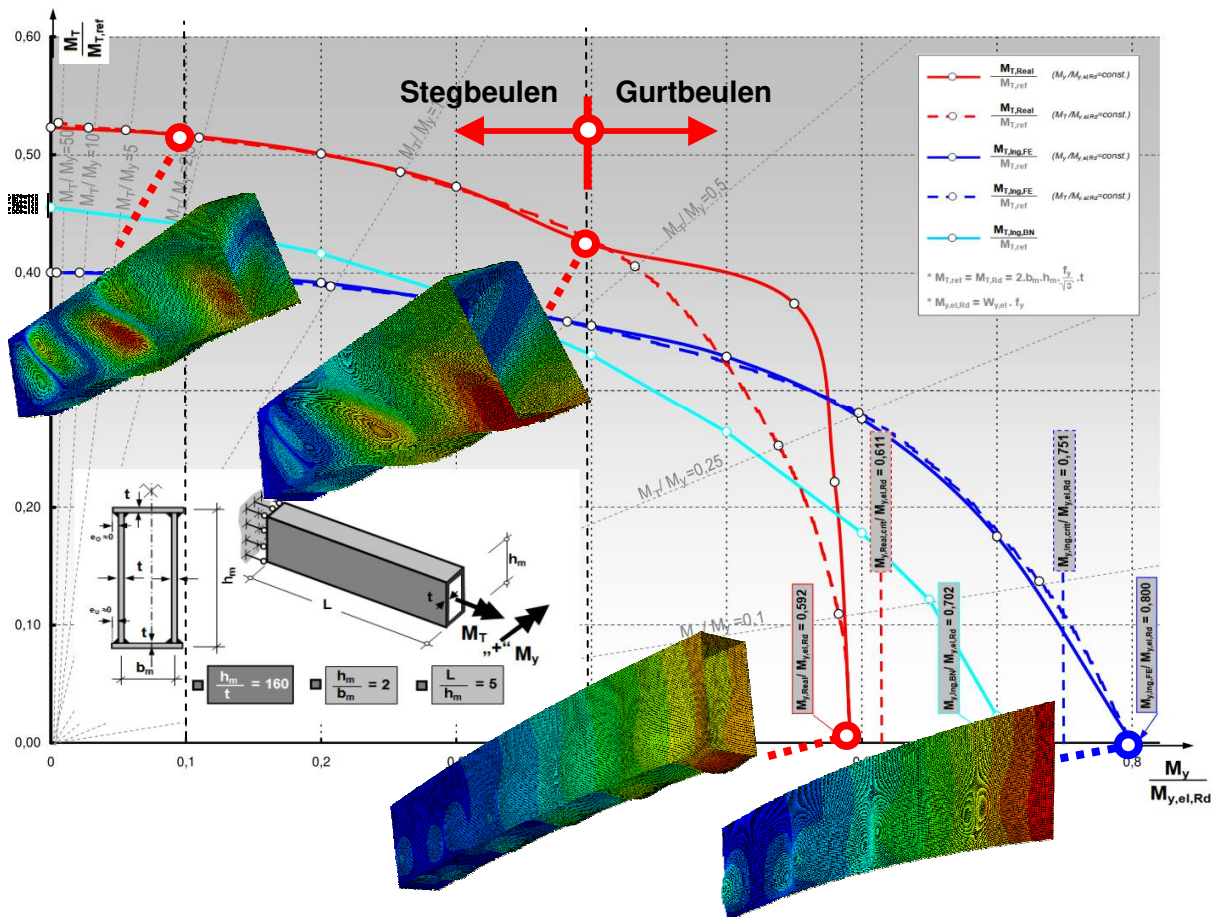 0,60
M_T
M_T,ref
0,50
0,40
0,20
0,10
0,00
Stegbeulen
Gurtbeulen
M_T/ M_y=50
M_T/ M_y=10
M_T/ M_y=5
M_T/ M_y=0,5
M_T/ M_y=0,25
M_T,Real
M_T,ref
(M_y/M_y,el,Rd=const.)
M_T,Real
M_T,ref
(M_T/M_y,el,Rd=const.)
M_T,Ing,FE
M_T,ref
(M_y/M_y,el,Rd=const.)
M_T,Ing,FE
M_T,ref
(M_T/M_y,el,Rd=const.)
M_T,Ing,BN
M_T,ref
* M_T,ref = M_T,Rd = 2.b_m.h_m.f_y/√3.t
* M_y,el,Rd = W_y,el. f_y
M_y,Real/ M_y,el,Rd = 0,592
M_y,Real,crit/ M_y,el,Rd = 0,611
M_y,Ing,BN/ M_y,el,Rd = 0,702
M_y,Ing,crit/ M_y,el,Rd = 0,751
M_y,Ing,FE/ M_y,el,Rd = 0,800
t
e_o≈0
t
h_m
e_u≈0
t
b_m
h_m
L
t
h_m
M_T
„+“
M_y
h_m/t = 160
h_m/b_m = 2
L/h_m = 5
0
0,1
0,2
0,8
M_y
M_y,el,Rd